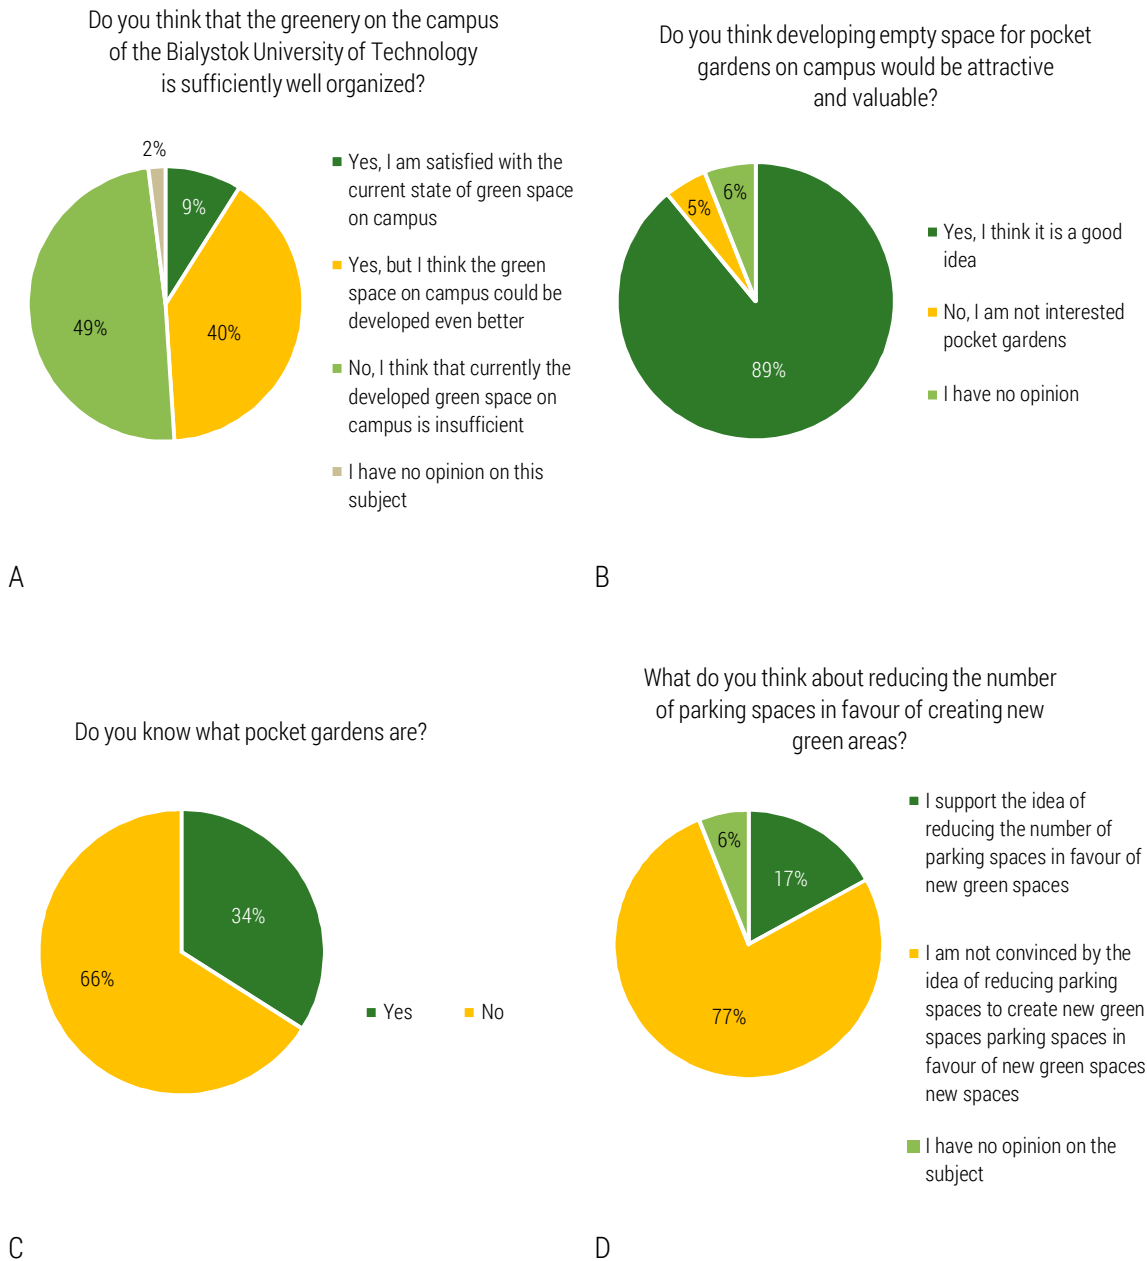 Do you think that the greenery on the campus
of the Bialystok University of Technology
is sufficiently well organized?
2%
9%
40%
49%
Yes, I am satisfied with the
current state of green space
on campus
Yes, but I think the green
space on campus could be
developed even better
No, I think that currently the
developed green space on
campus is insufficient
I have no opinion on this
subject
A
Do you think developing empty space for pocket
gardens on campus would be attractive
and valuable?
6%
5%
89%
Yes, I think it is a good
idea
No, I am not interested
pocket gardens
I have no opinion
B
Do you know what pocket gardens are?
34%
66%
Yes
No
C
What do you think about reducing the number
of parking spaces in favour of creating new
green areas?
6%
17%
77%
I support the idea of
reducing the number of
parking spaces in favour of
new green spaces
I am not convinced by the
idea of reducing parking
spaces to create new green
spaces parking spaces in
favour of new green spaces
new spaces
I have no opinion on the
subject
D